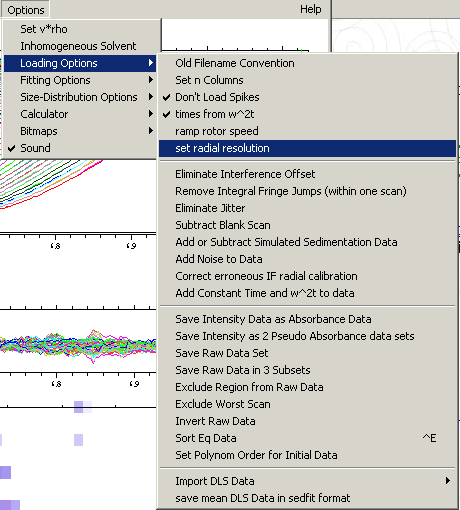 Options Help
Set v*rho
Inhomogeneous Solvent
Loading Options
Fitting Options
Size-Distribution Options
Calculator
Bitmaps
Sound
Old Filename Convention
Set n Columns
Don't Load Spikes
times from w^2t
ramp rotor speed
set radial resolution
Eliminate Interference Offset
Remove Integral Fringe Jumps (within one scan)
Eliminate Jitter
Subtract Blank Scan
Add or Subtract Simulated Sedimentation Data
Add Noise to Data
Correct erroneous IF radial calibration
Add Constant Time and w^2t to data
Save Intensity Data as Absorbance Data
Save Intensity as 2 Pseudo Absorbance data sets
Save Raw Data Set
Save Raw Data in 3 Subsets
Exclude Region from Raw Data
Exclude Worst Scan
Invert Raw Data
Sort Eq Data ^E
Set Polynom Order for Initial Data
Import DLS Data
save mean DLS Data in sedfit format
6.8 6.9
6.8 6.9